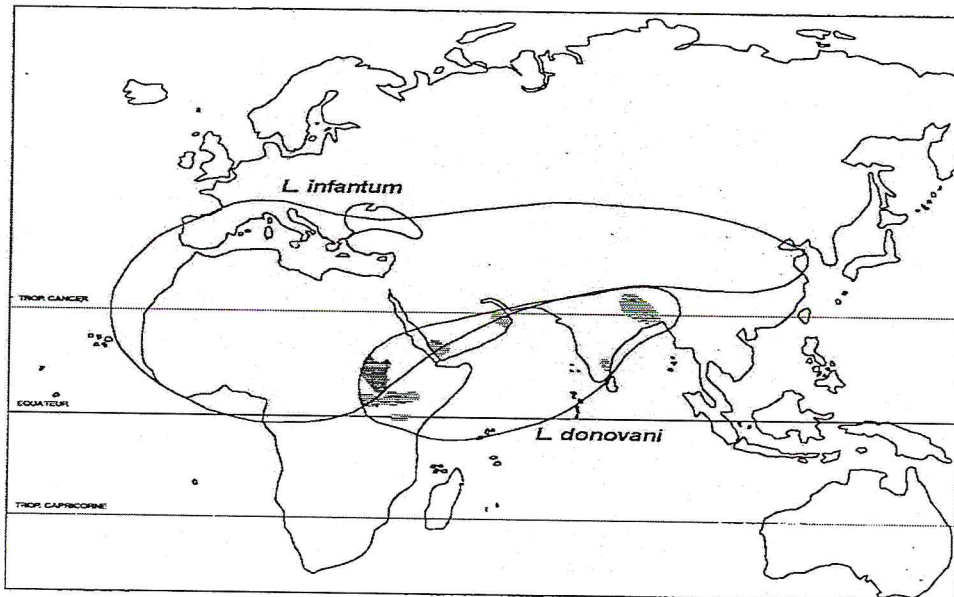 L. infantum
TROP. CANCER
EQUATEUR
L. donovani
TROP. CAPRICORNE